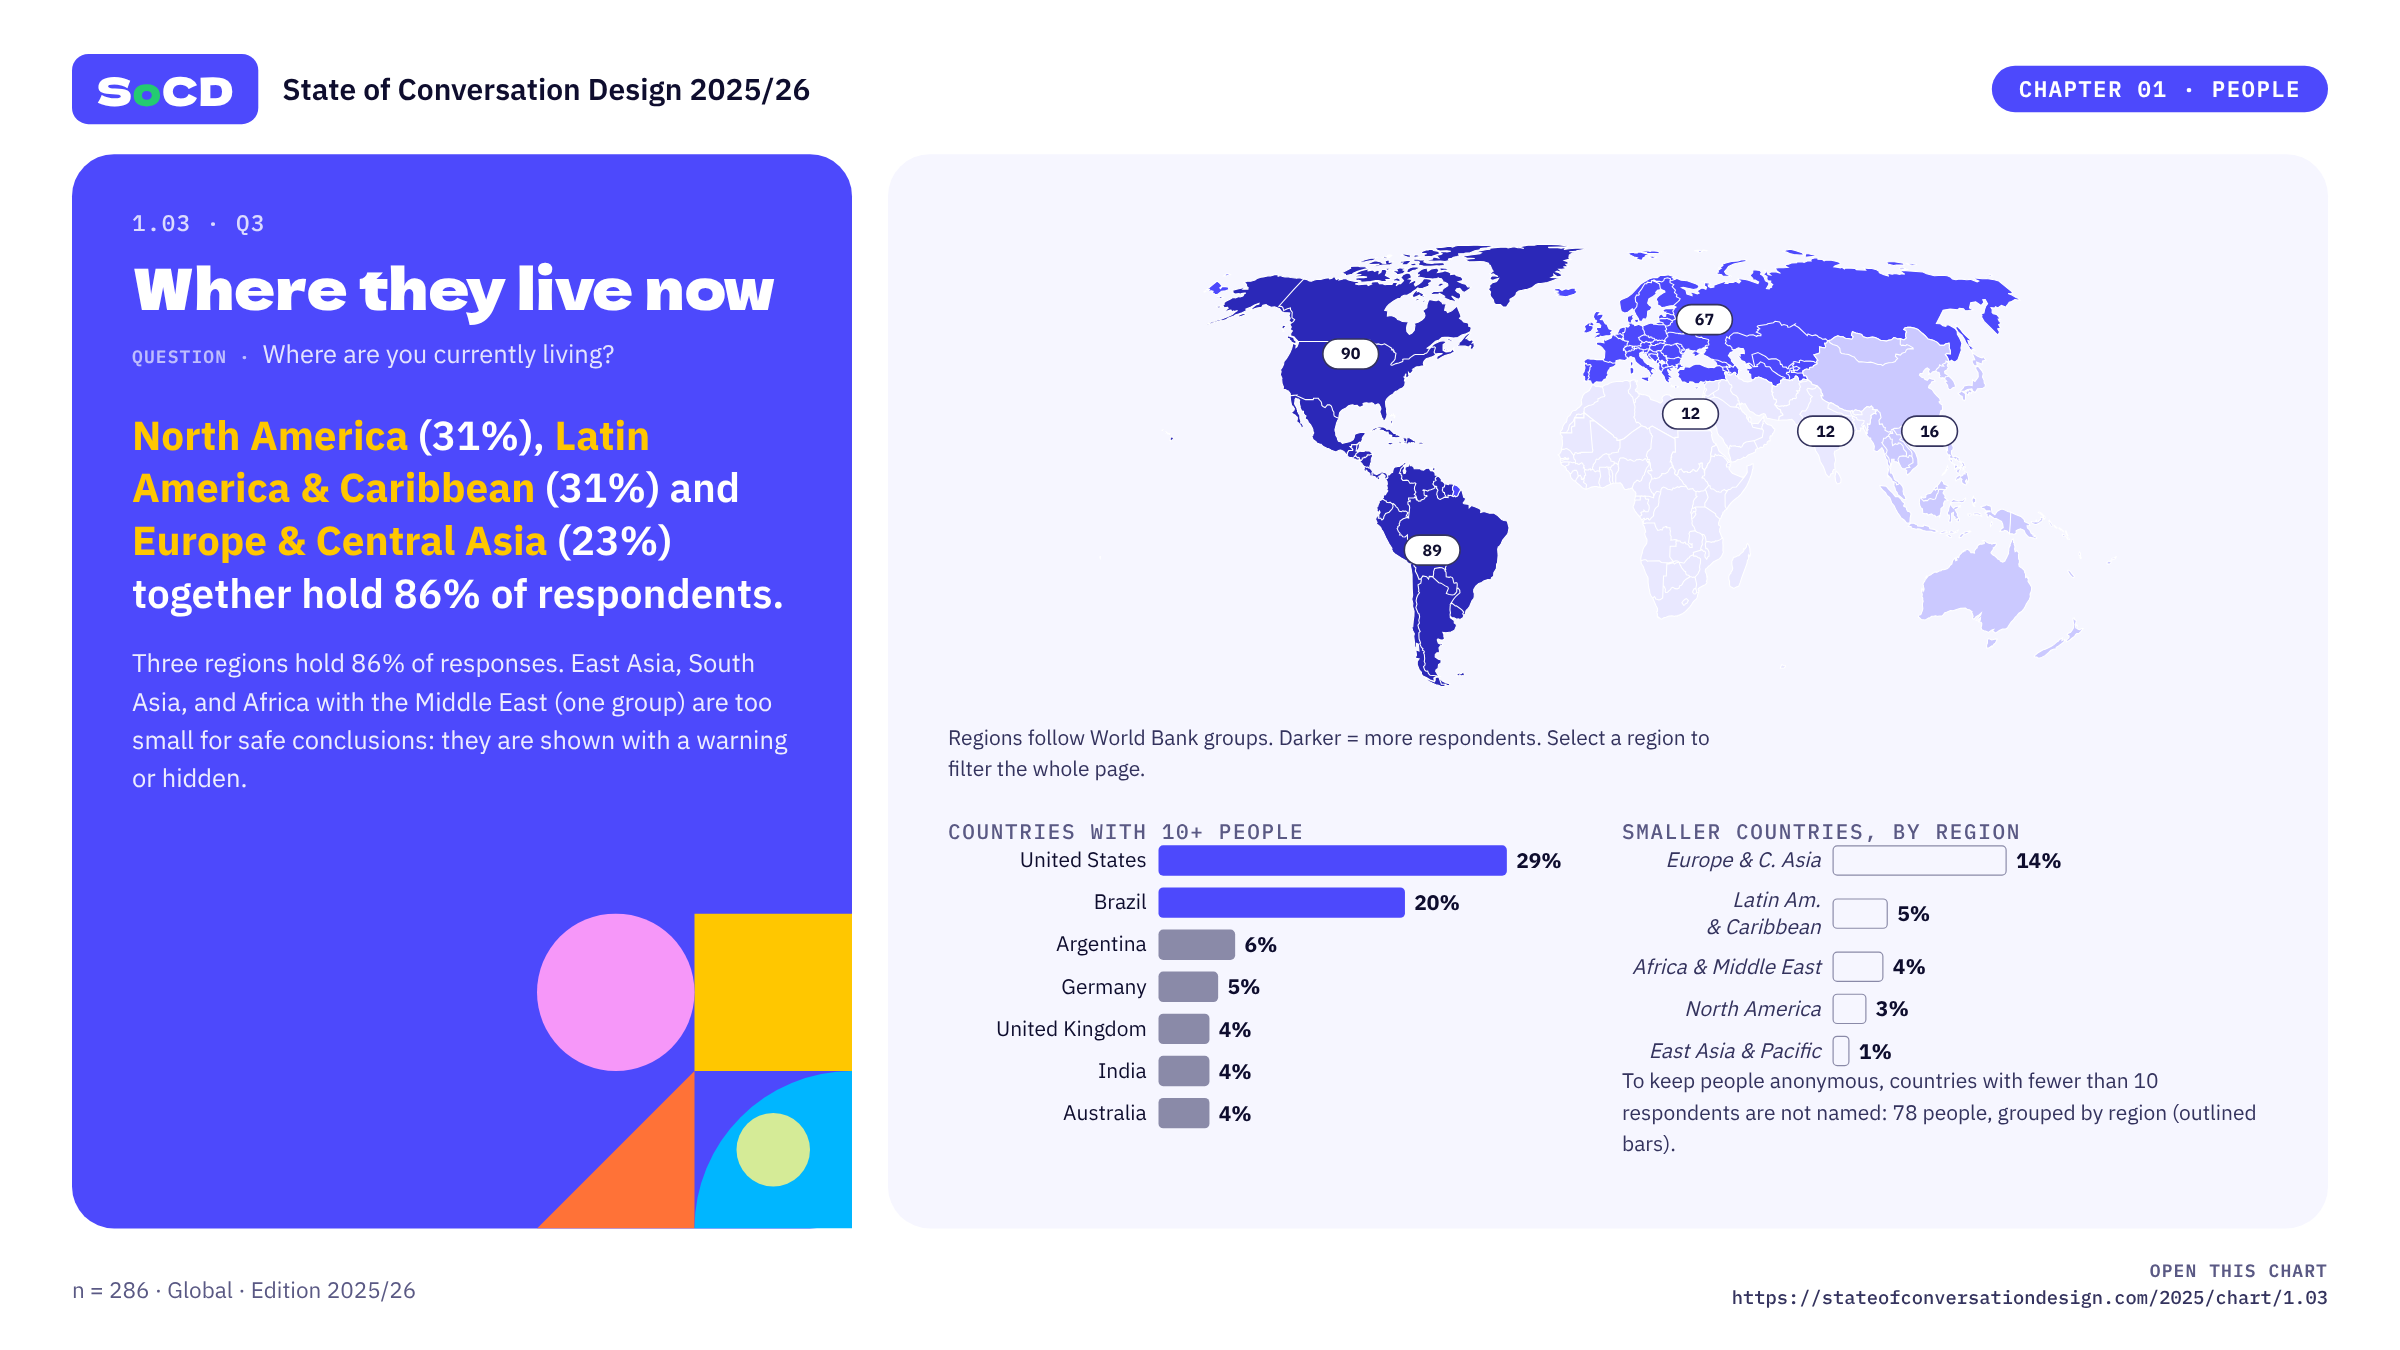 SoCD
State of Conversation Design 2025/26
CHAPTER 01 · PEOPLE
1.03 · Q3
Where they live now
QUESTION · Where are you currently living?
North America (31%), Latin
America & Caribbean (31%) and
Europe & Central Asia (23%)
together hold 86% of respondents.
Three regions hold 86% of responses. East Asia, South
Asia, and Africa with the Middle East (one group) are too
small for safe conclusions: they are shown with a warning
or hidden.
67
90
12
12
16
89
Regions follow World Bank groups. Darker = more respondents. Select a region to
filter the whole page.
COUNTRIES WITH 10+ PEOPLE
United States 29%
Brazil 20%
Argentina 6%
Germany 5%
United Kingdom 4%
India 4%
Australia 4%
SMALLER COUNTRIES, BY REGION
Europe & C. Asia 14%
Latin Am.
& Caribbean 5%
Africa & Middle East 4%
North America 3%
East Asia & Pacific 1%
To keep people anonymous, countries with fewer than 10
respondents are not named: 78 people, grouped by region (outlined
bars).
n = 286 · Global · Edition 2025/26
OPEN THIS CHART
https://stateofconversationdesign.com/2025/chart/1.03